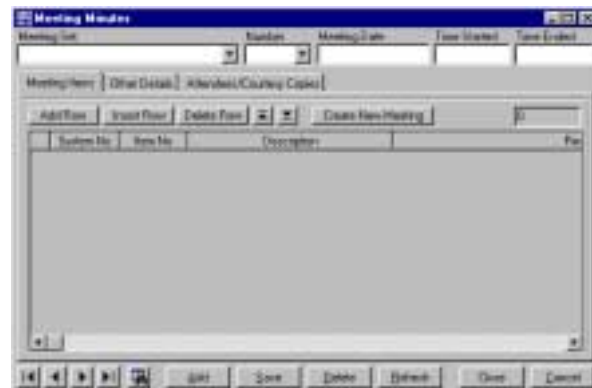 Meeting Minutes
Meeting Set Number Meeting Date Time Started Time Ended
Meeting Items Other Details Attendees/Courtesy Copies
Add Row Insert Row Delete Row Create New Meeting 0
System No Item No Description
Add Save Delete Refresh Close Cancel